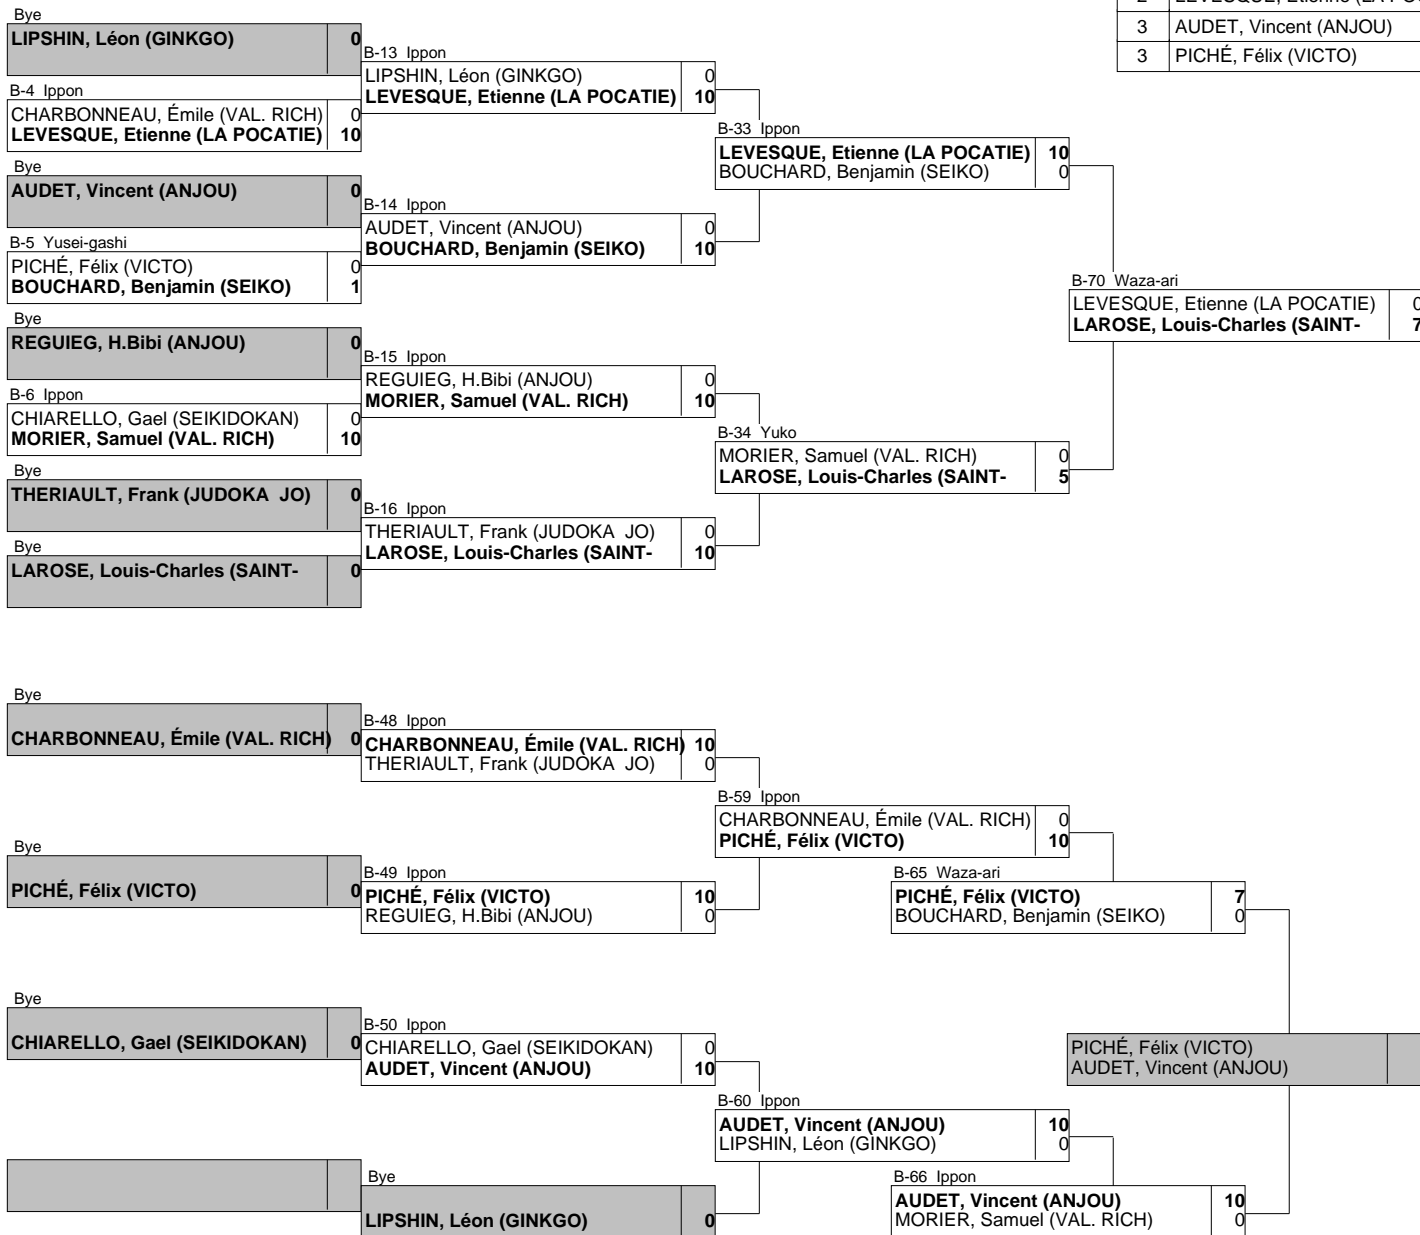 3 AUDET, Vincent (ANJOU)
3 PICHÉ, Félix (VICTO)
Bye
LIPSHIN, Léon (GINKGO) 0
B-4 Ippon
CHARBONNEAU, Émile (VAL. RICH) 0
LEVESQUE, Etienne (LA POCATIE) 10
Bye
AUDET, Vincent (ANJOU) 0
B-5 Yusei-gashi
PICHÉ, Félix (VICTO) 0
BOUCHARD, Benjamin (SEIKO) 1
Bye
REGUIEG, H.Bibi (ANJOU) 0
B-6 Ippon
CHIARELLO, Gael (SEIKIDOKAN) 0
MORIER, Samuel (VAL. RICH) 10
Bye
THERIAULT, Frank (JUDOKA JO) 0
Bye
LAROSE, Louis-Charles (SAINT- 0
B-13 Ippon
LIPSHIN, Léon (GINKGO) 0
LEVESQUE, Etienne (LA POCATIE) 10
B-14 Ippon
AUDET, Vincent (ANJOU) 0
BOUCHARD, Benjamin (SEIKO) 10
B-15 Ippon
REGUIEG, H.Bibi (ANJOU) 0
MORIER, Samuel (VAL. RICH) 10
B-16 Ippon
THERIAULT, Frank (JUDOKA JO) 0
LAROSE, Louis-Charles (SAINT- 10
B-33 Ippon
LEVESQUE, Etienne (LA POCATIE) 10
BOUCHARD, Benjamin (SEIKO) 0
B-34 Yuko
MORIER, Samuel (VAL. RICH) 0
LAROSE, Louis-Charles (SAINT- 5
B-70 Waza-ari
LEVESQUE, Etienne (LA POCATIE) 0
LAROSE, Louis-Charles (SAINT- 7
Bye
CHARBONNEAU, Émile (VAL. RICH) 0
Bye
PICHÉ, Félix (VICTO) 0
Bye
CHIARELLO, Gael (SEIKIDOKAN) 0
B-48 Ippon
CHARBONNEAU, Émile (VAL. RICH) 10
THERIAULT, Frank (JUDOKA JO) 0
B-49 Ippon
PICHÉ, Félix (VICTO) 10
REGUIEG, H.Bibi (ANJOU) 0
B-50 Ippon
CHIARELLO, Gael (SEIKIDOKAN) 0
AUDET, Vincent (ANJOU) 10
Bye
LIPSHIN, Léon (GINKGO) 0
B-59 Ippon
CHARBONNEAU, Émile (VAL. RICH) 0
PICHÉ, Félix (VICTO) 10
B-60 Ippon
AUDET, Vincent (ANJOU) 10
LIPSHIN, Léon (GINKGO) 0
B-65 Waza-ari
PICHÉ, Félix (VICTO) 7
BOUCHARD, Benjamin (SEIKO) 0
B-66 Ippon
AUDET, Vincent (ANJOU) 10
MORIER, Samuel (VAL. RICH) 0
PICHÉ, Félix (VICTO)
AUDET, Vincent (ANJOU)